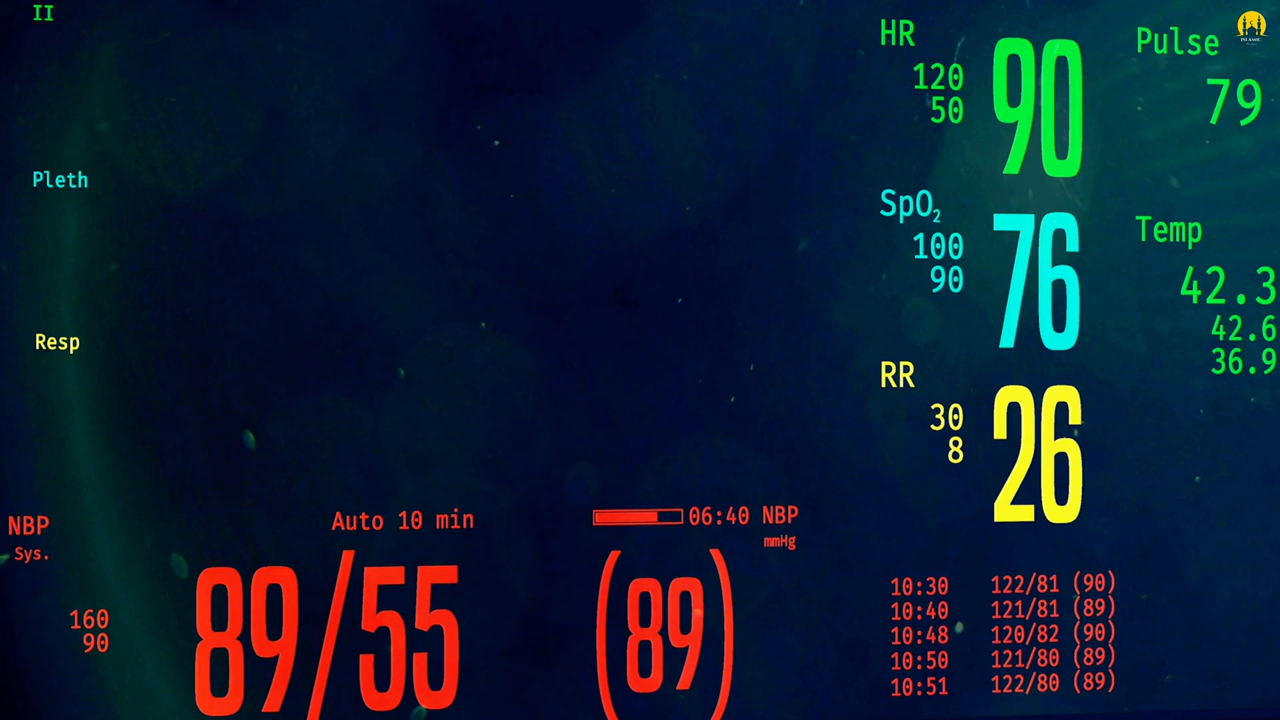 II
HR
120
50
90
Pulse
79
ISLAMIC
Pleth
SpO2
100
90
76
Temp
42.3
42.6
36.9
Resp
RR
30
8
26
NBP
Sys.
160
90
Auto 10 min
89/55
06:40 NBP
mmHg
(89)
10:30 122/81 (90)
10:40 121/81 (89)
10:48 120/82 (90)
10:50 121/80 (89)
10:51 122/80 (89)